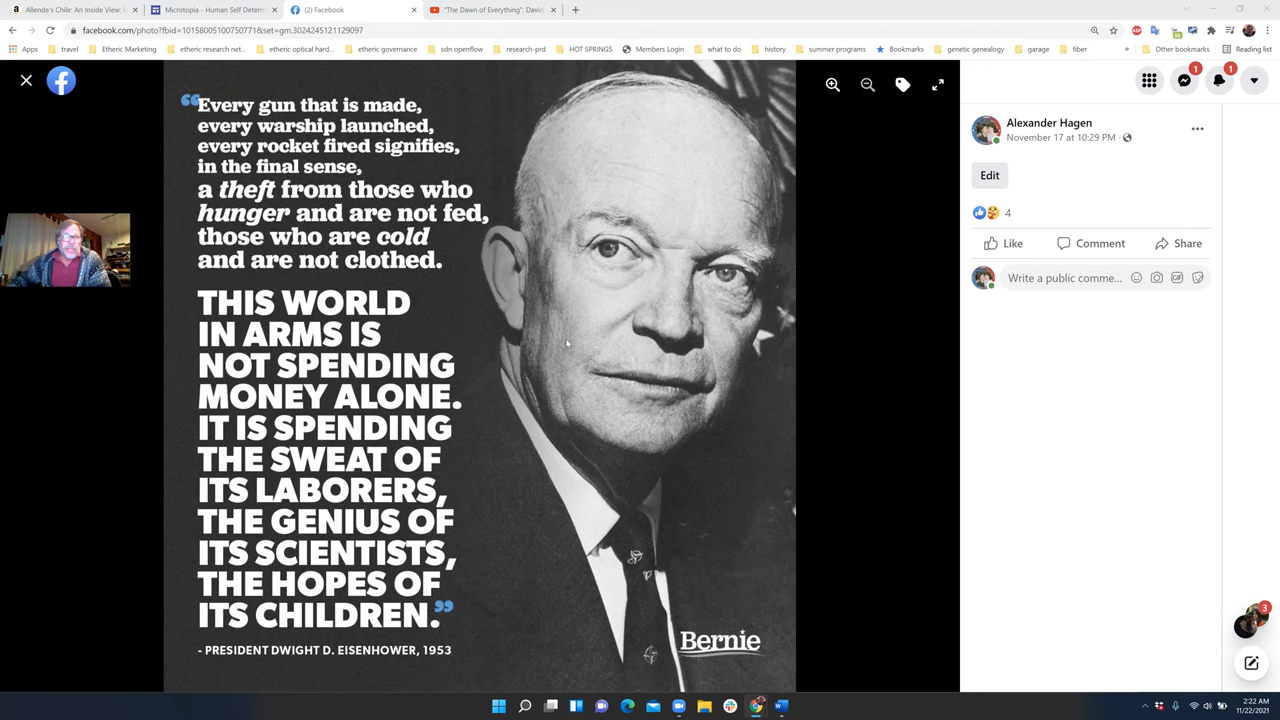 Allende's Chile: An Inside View:
Microtopia - Human Self Determ
(2) Facebook
"The Dawn of Everything": David
facebook.com/photo?fbid=10158005100750771&set=gm.3024245121129097
Apps
travel
Etheric Marketing
etheric research net...
etheric optical hard...
etheric governance
sdn openflow
research-prd
HOT SPRINGS
Members Login
what to do
history
summer programs
Bookmarks
genetic genealogy
garage
fiber
»
Other bookmarks
Reading list
“Every gun that is made,
every warship launched,
every rocket fired signifies,
in the final sense,
a theft from those who
hunger and are not fed,
those who are cold
and are not clothed.
THIS WORLD
IN ARMS IS
NOT SPENDING
MONEY ALONE.
IT IS SPENDING
THE SWEAT OF
ITS LABORERS,
THE GENIUS OF
ITS SCIENTISTS,
THE HOPES OF
ITS CHILDREN.”
- PRESIDENT DWIGHT D. EISENHOWER, 1953
Bernie
1
1
Alexander Hagen
November 17 at 10:29 PM ·
Edit
4
Like
Comment
Share
Write a public comme...
GIF
3
2:22 AM
11/22/2021